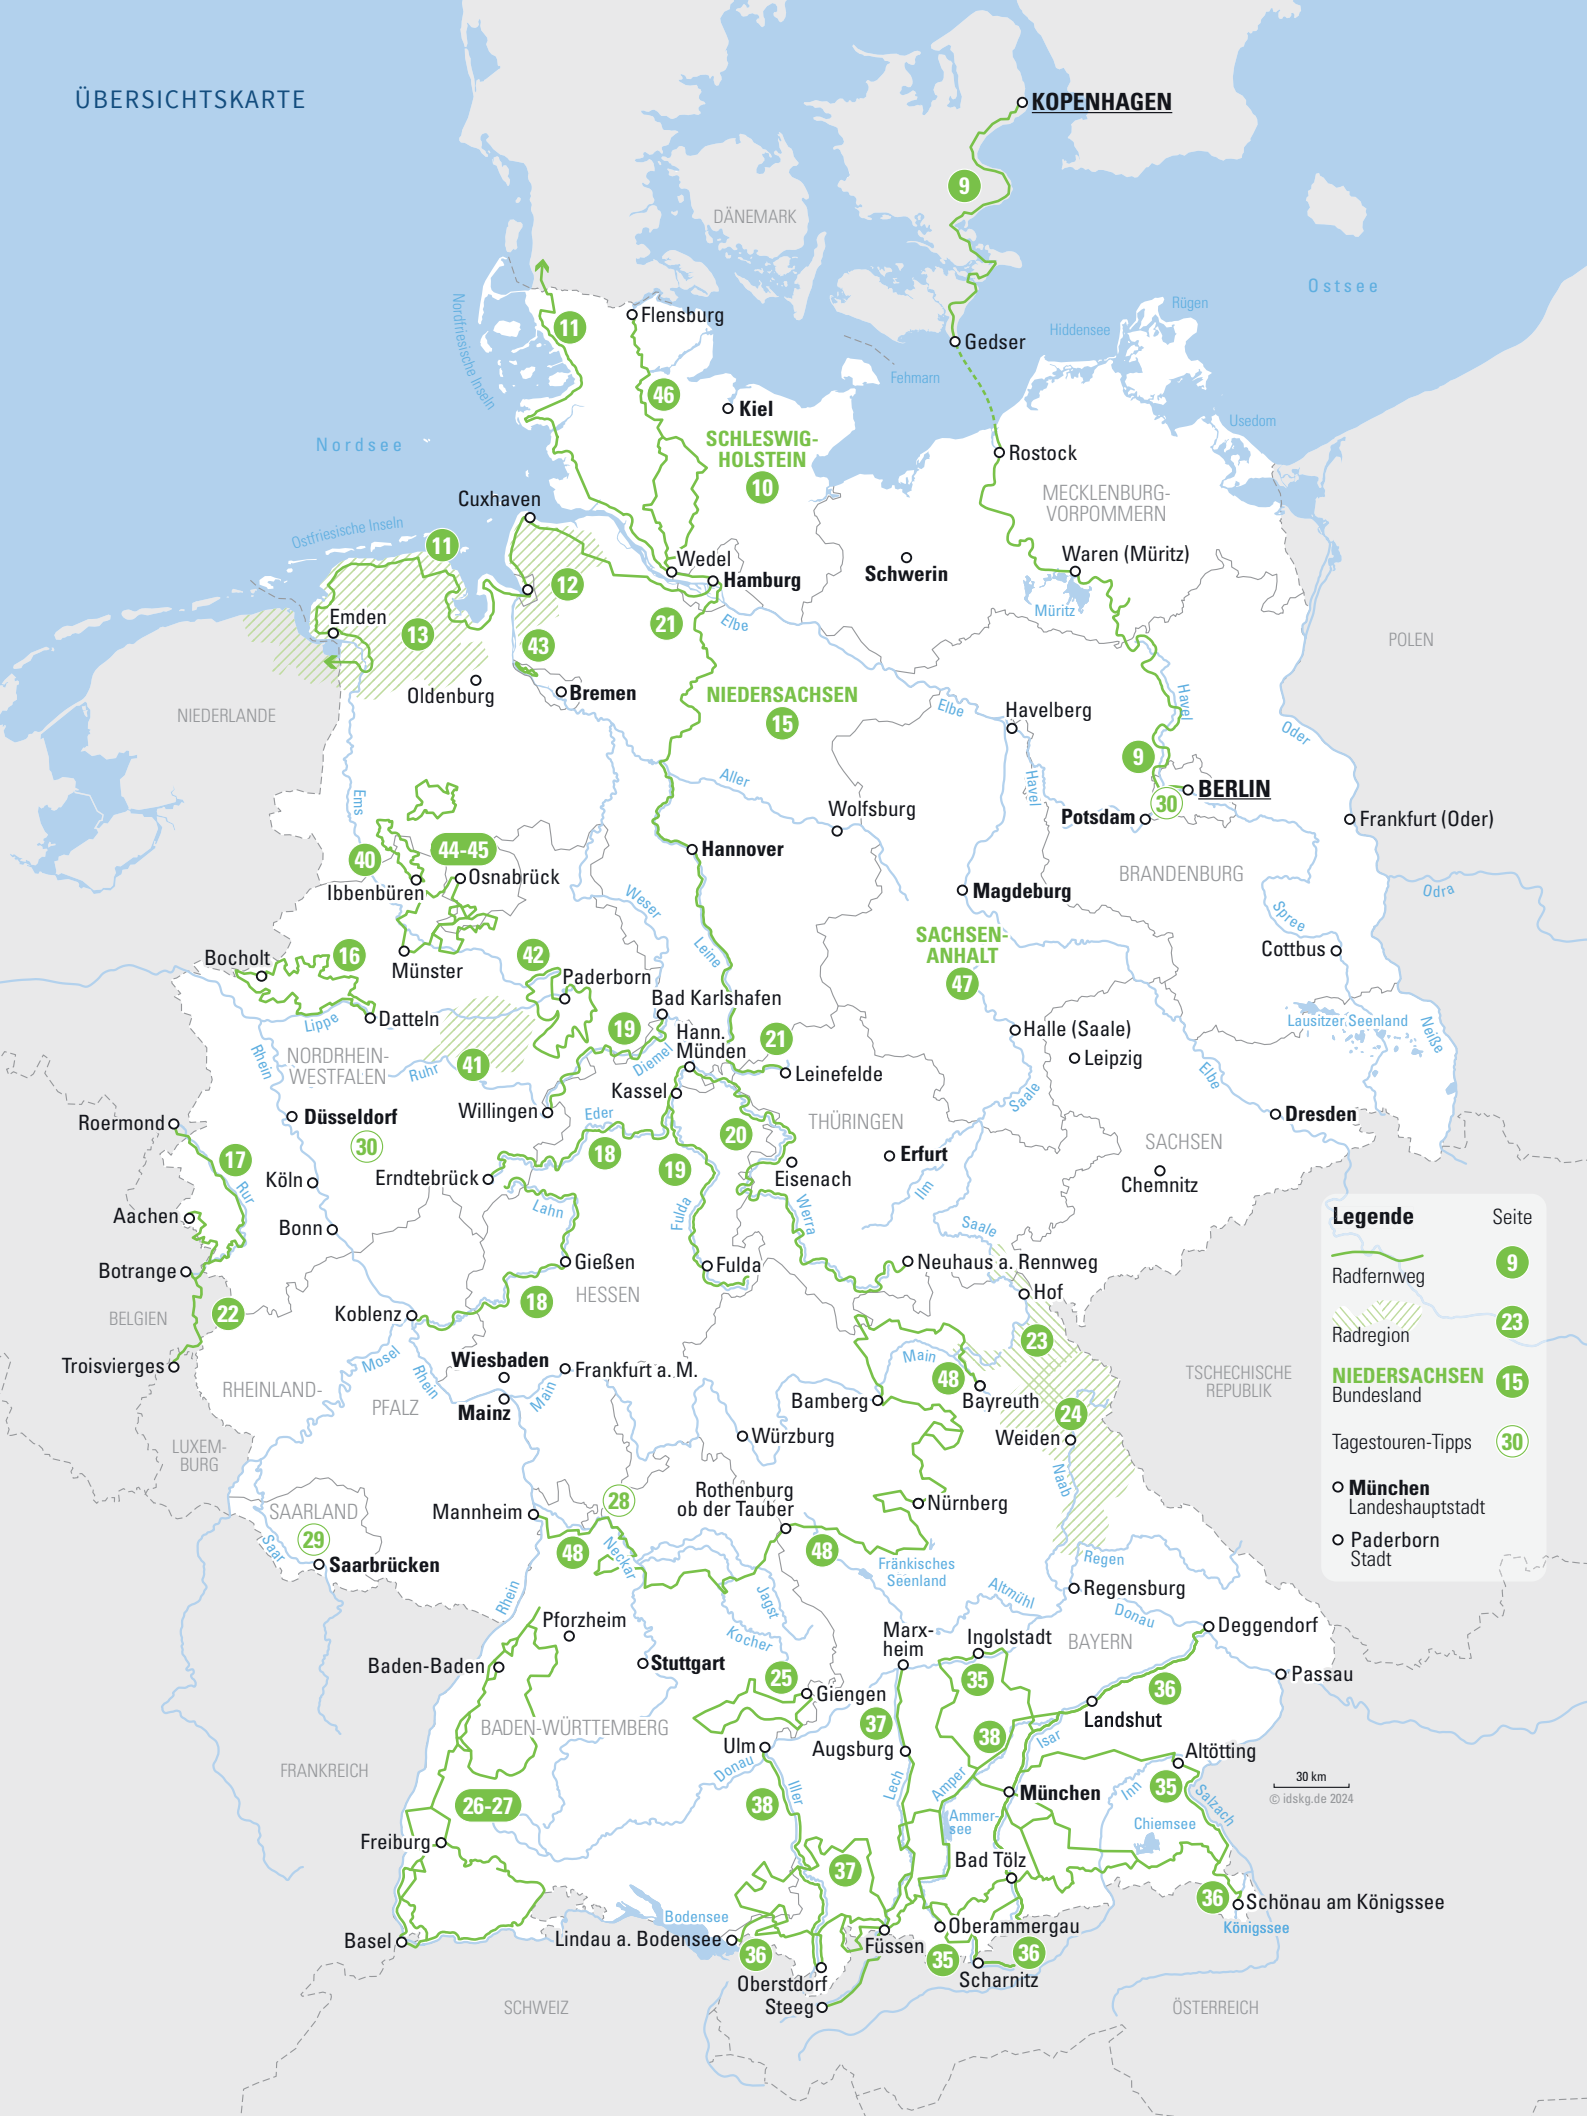 ÜBERSICHTSKARTE
KOPENHAGEN
9
DÄNEMARK
Ostsee
Rügen
Hiddensee
Nordfriesische Inseln
11
Flensburg
Gedser
Fehmarn
46
Kiel
Usedom
SCHLESWIG-
HOLSTEIN
10
Nordsee
Rostock
MECKLENBURG-
VORPOMMERN
Cuxhaven
Ostfriesische Inseln
11
Wedel
Hamburg
Schwerin
Waren (Müritz)
12
Müritz
Emden
13
21
Elbe
43
POLEN
Oldenburg
Bremen
NIEDERSACHSEN
15
NIEDERLANDE
Elbe
Havelberg
Havel
Oder
9
Aller
Havel
BERLIN
30
Ems
Wolfsburg
Potsdam
Frankfurt (Oder)
40
44-45
Hannover
Ibbenbüren
Osnabrück
BRANDENBURG
Magdeburg
Odra
Weser
Spree
SACHSEN-
ANHALT
47
Leine
Cottbus
Bocholt
16
Münster
42
Paderborn
Bad Karlshafen
Lippe
Datteln
19
Hann.
Münden
21
Halle (Saale)
Lausitzer Seenland
Neiße
Rhein
NORDRHEIN-
WESTFALEN
Ruhr
41
Diemel
Leinefelde
Leipzig
Elbe
Kassel
Willingen
Eder
Saale
Roermond
Düsseldorf
30
THÜRINGEN
Dresden
20
18
SACHSEN
17
Erfurt
19
Köln
Erndtebrück
Eisenach
Chemnitz
Rur
Ilm
Aachen
Lahn
Fulda
Werra
Saale
Legende
Seite
Bonn
Botrange
Gießen
Fulda
Neuhaus a. Rennweg
Radfernweg
9
Hof
22
BELGIEN
Koblenz
18
HESSEN
Radregion
23
23
Troisvierges
Mosel
Rhein
Wiesbaden
Frankfurt a. M.
Main
TSCHECHISCHE
REPUBLIK
NIEDERSACHSEN
Bundesland
15
RHEINLAND-
PFALZ
Mainz
Main
Bamberg
48
Bayreuth
24
Würzburg
Weiden
Tagestouren-Tipps
30
LUXEM-
BURG
Naab
München
Landeshauptstadt
Paderborn
Stadt
SAARLAND
29
Mannheim
28
Rothenburg
ob der Tauber
Nürnberg
Saar
Saarbrücken
48
Neckar
48
Fränkisches
Seenland
Regen
Rhein
Jagst
Altmühl
Regensburg
Donau
Pforzheim
Kocher
Marx-
heim
Ingolstadt
BAYERN
Deggendorf
Baden-Baden
Stuttgart
25
Giengen
35
36
Passau
BADEN-WÜRTTEMBERG
37
Landshut
Ulm
Augsburg
38
Isar
Altötting
FRANKREICH
Donau
Iller
Lech
Amper
München
Inn
35
Salzach
30 km
© idskg.de 2024
26-27
38
Ammer-
see
Chiemsee
Freiburg
37
Bad Tölz
36
Schönau am Königssee
Königssee
Bodensee
Basel
Lindau a. Bodensee
36
Füssen
Oberammergau
35
36
Scharnitz
Oberstdorf
Steeg
SCHWEIZ
ÖSTERREICH